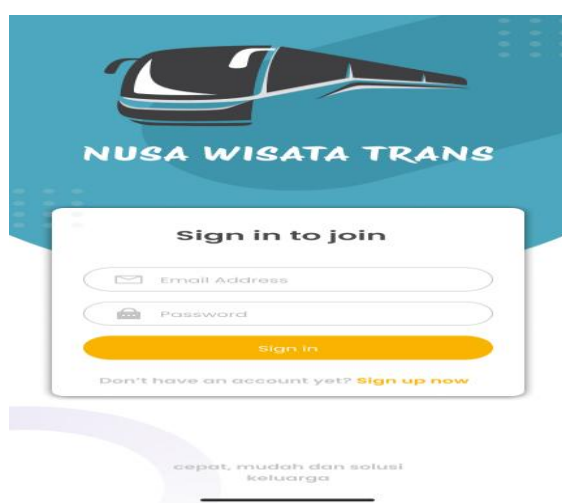 NUSA WISATA TRANS
Sign in to join
Email Address
Password
Sign in
Don't have an account yet? Sign up now
cepat, mudah dan solusi
keluarga